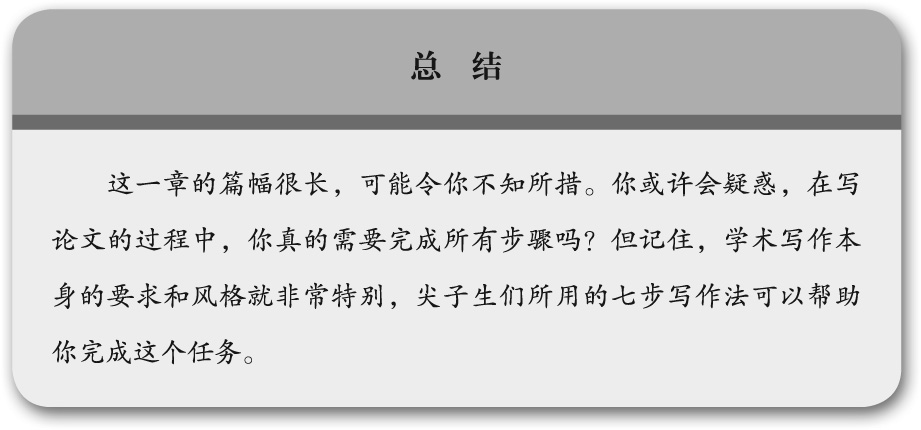 总 结
这一章的篇幅很长，可能令你不知所措。你或许会疑惑，在写
论文的过程中，你真的需要完成所有步骤吗？但记住，学术写作本
身的要求和风格就非常特别，尖子生们所用的七步写作法可以帮助
你完成这个任务。